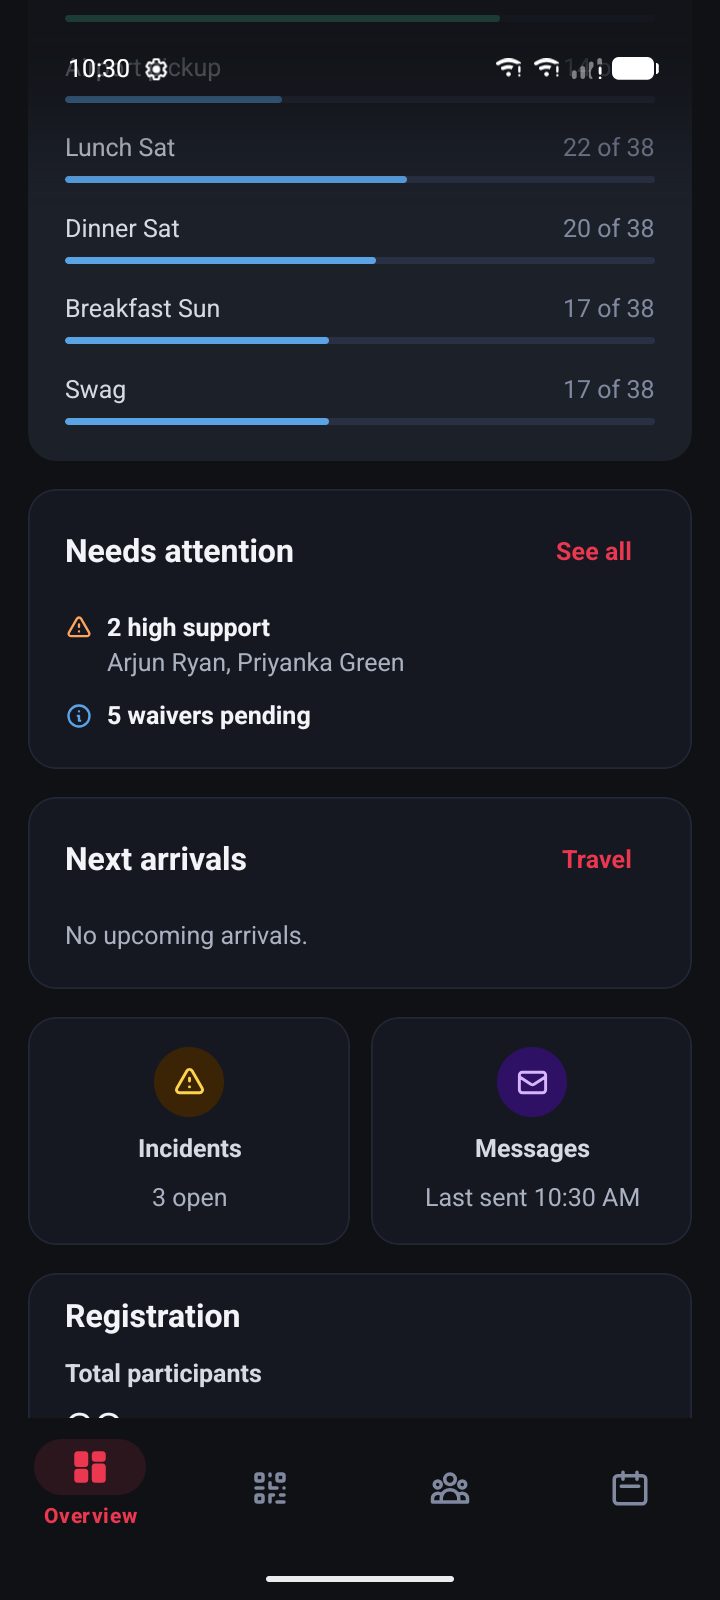 10:30
Lunch Sat 22 of 38
Dinner Sat 20 of 38
Breakfast Sun 17 of 38
Swag 17 of 38
Needs attention See all
2 high support
Arjun Ryan, Priyanka Green
5 waivers pending
Next arrivals Travel
No upcoming arrivals.
Incidents Messages
3 open Last sent 10:30 AM
Registration
Total participants
Overview